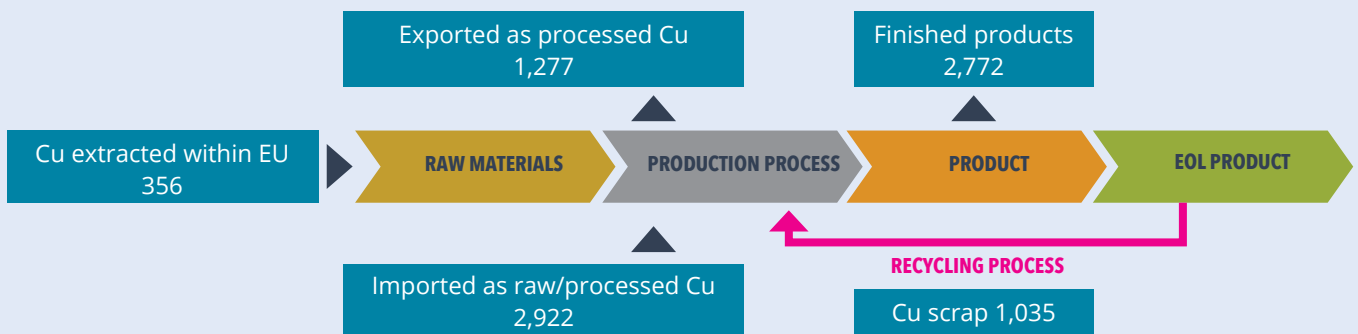 Exported as processed Cu
1,277
Finished products
2,772
Cu extracted within EU
356
RAW MATERIALS
PRODUCTION PROCESS
PRODUCT
EOL PRODUCT
RECYCLING PROCESS
Imported as raw/processed Cu
2,922
Cu scrap 1,035